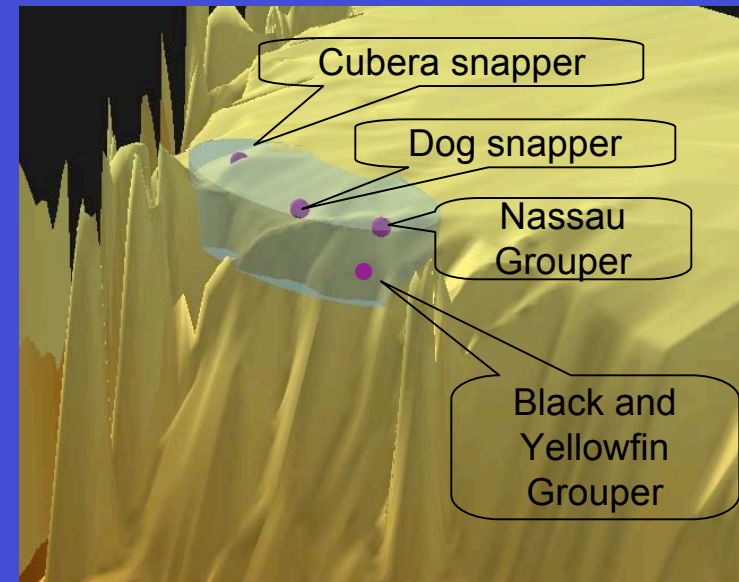 Cubera snapper
Dog snapper
Nassau
Grouper
Black and
Yellowfin
Grouper